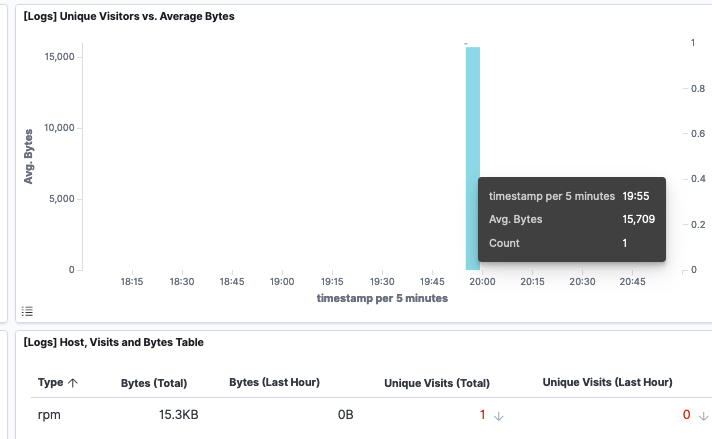 [Logs] Unique Visitors vs. Average Bytes
15,000
10,000
5,000
0
Avg. Bytes
1
0.8
0.6
0.4
0.2
0
timestamp per 5 minutes 19:55
Avg. Bytes 15,709
Count 1
18:15 18:30 18:45 19:00 19:15 19:30 19:45 20:00 20:15 20:30 20:45
timestamp per 5 minutes
[Logs] Host, Visits and Bytes Table
Type ↑ Bytes (Total) Bytes (Last Hour) Unique Visits (Total) Unique Visits (Last Hour)
rpm 15.3KB 0B 1 ↓ 0 ↓